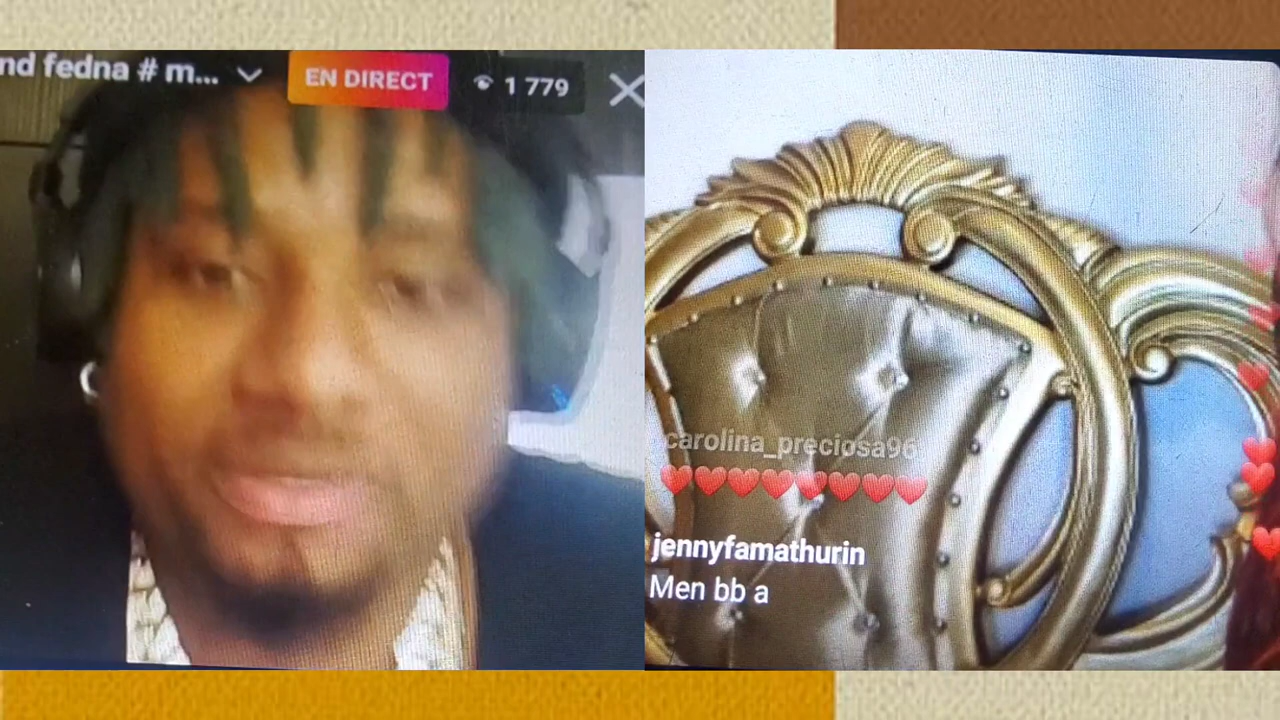 nd fedna # m...
EN DIRECT
1 779
carolina_preciosa96
❤️❤️❤️❤️❤️❤️❤️❤️
jennyfamathurin
Men bb a